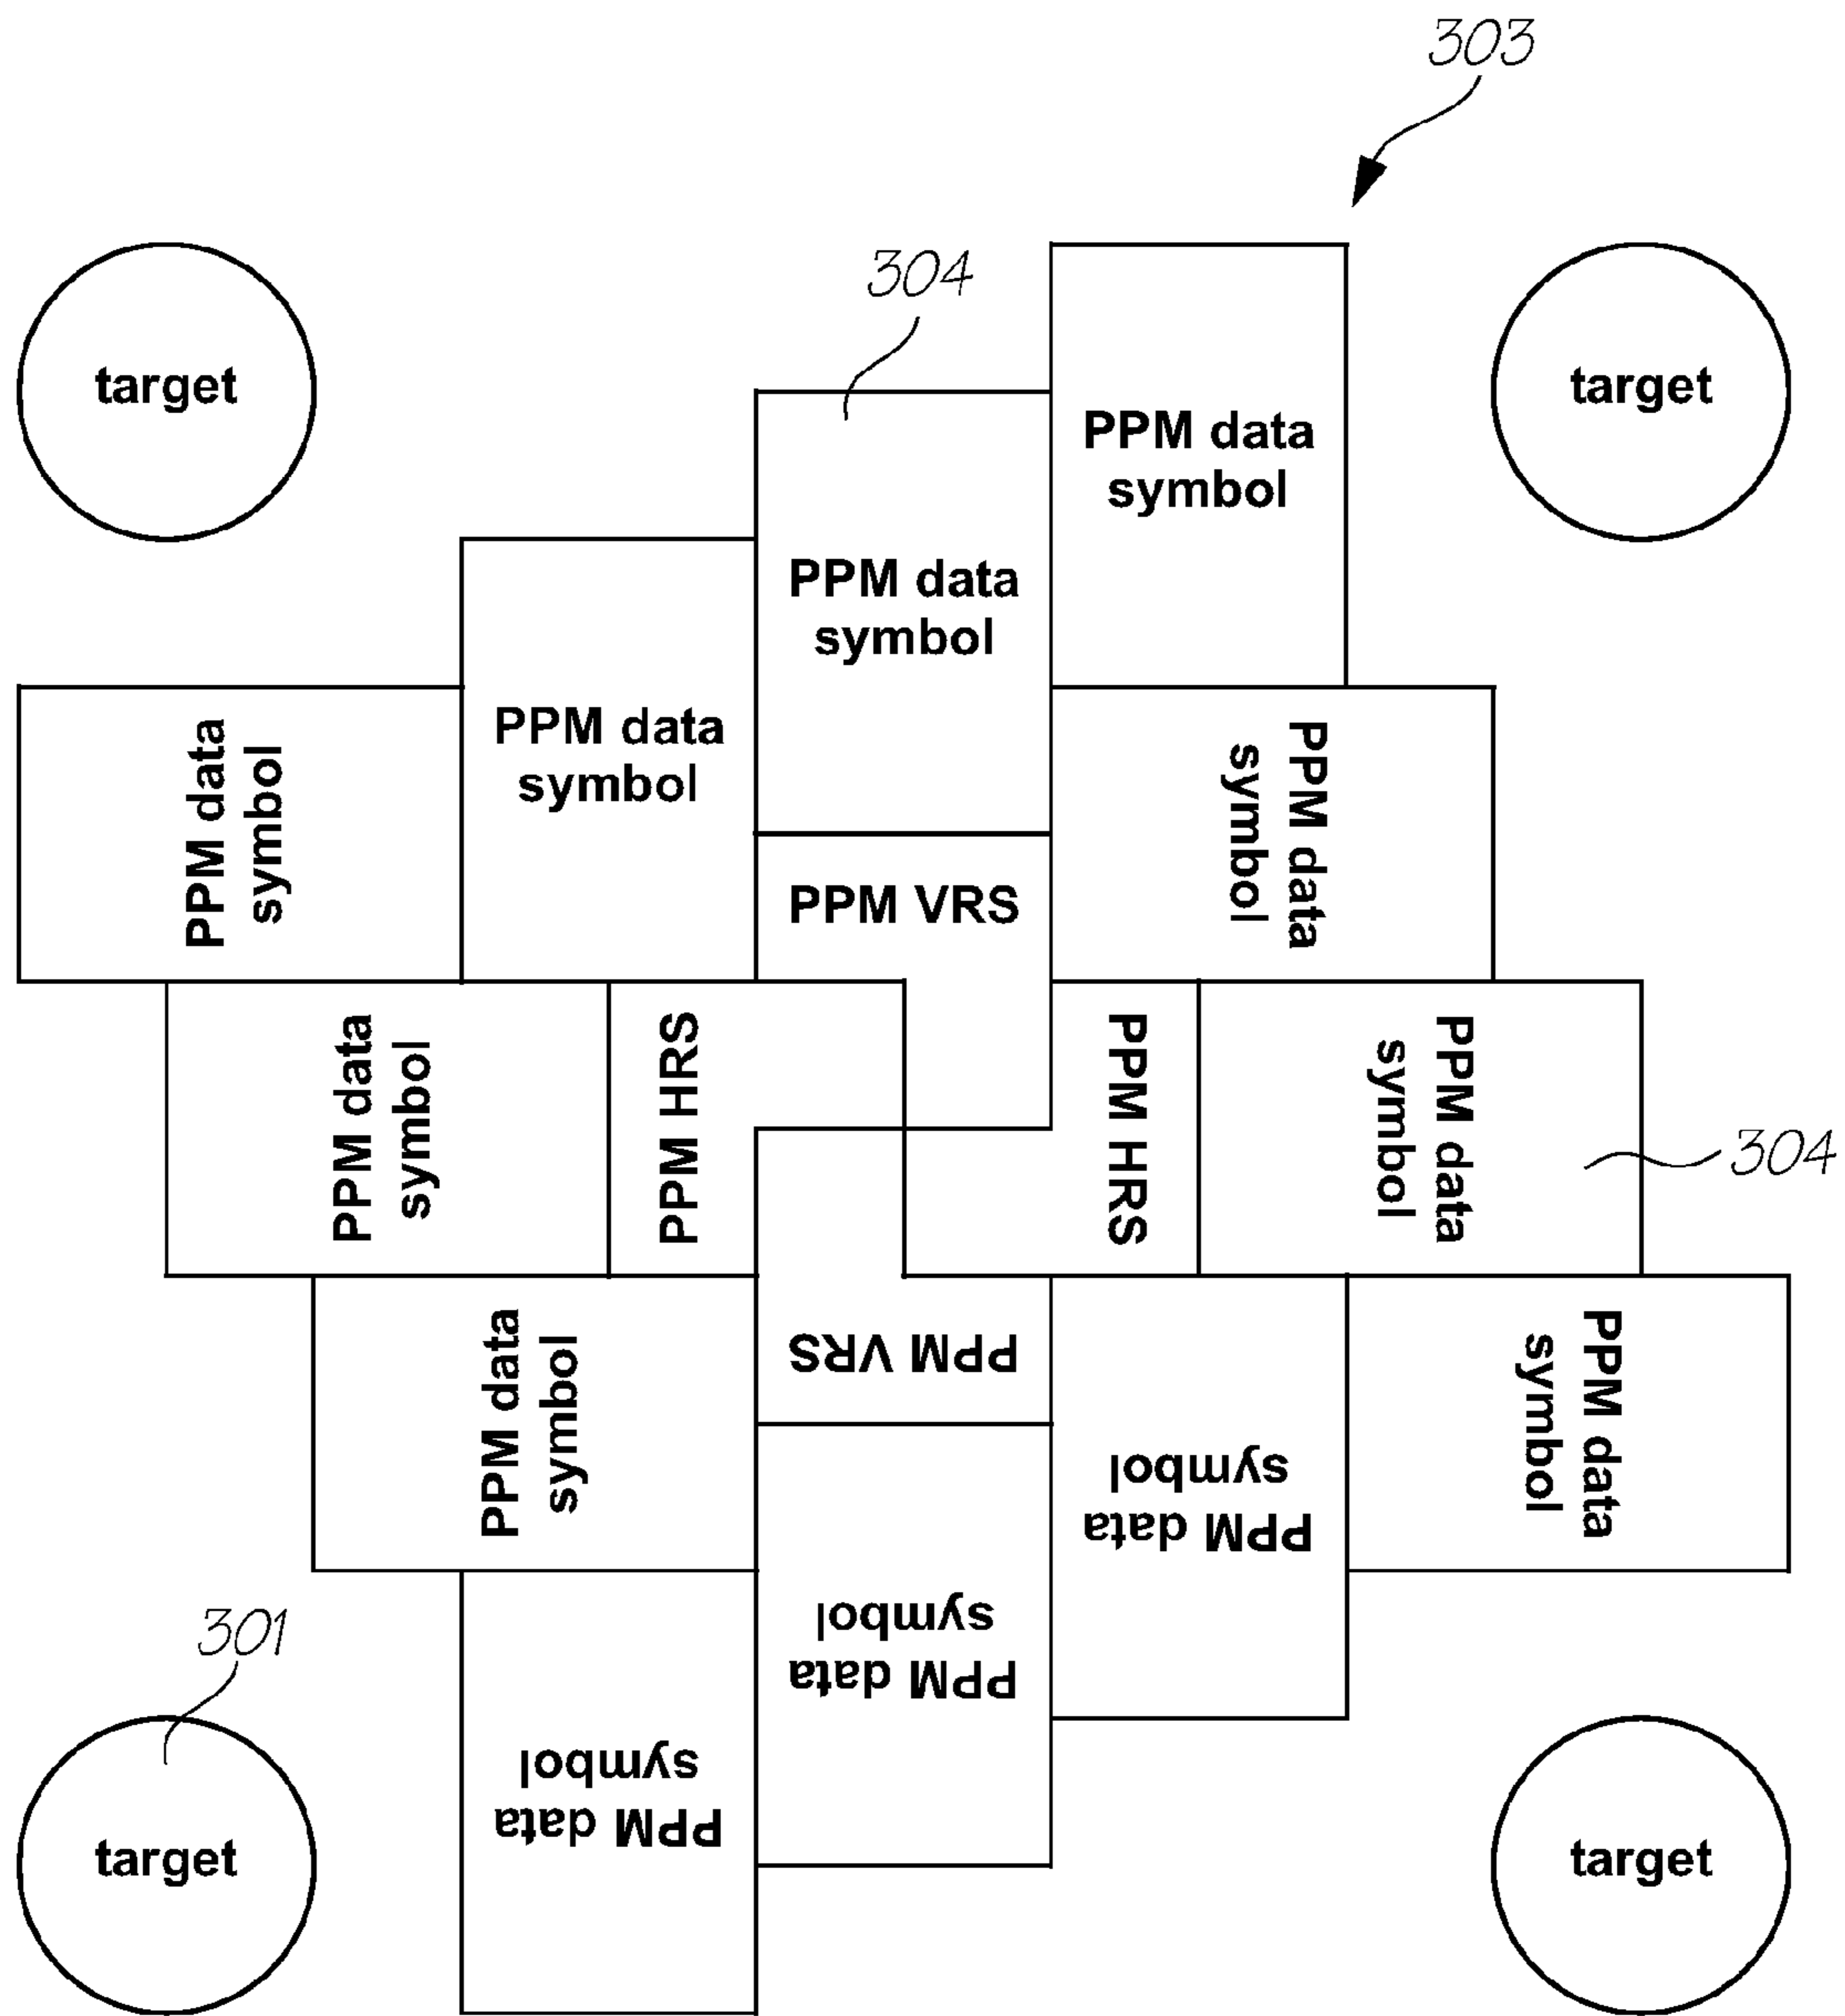 303
304
target
target
PPM data
symbol
PPM data
symbol
PPM data
symbol
PPM data
symbol
PPM data
symbol
PPM VRS
PPM data
symbol
PPM HRS
PPM HRS
PPM data
symbol
304
PPM data
symbol
PPM VRS
PPM data
symbol
PPM data
symbol
PPM data
symbol
PPM data
symbol
301
target
target